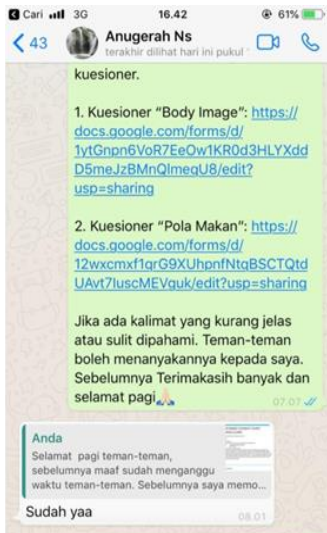 Cari 3G 16.42 61%
43 Anugerah Ns
terakhir dilihat hari ini pukul
kuesioner.
1. Kuesioner “Body Image”: https://
docs.google.com/forms/d/
1ytGnpn6VoR7EeOw1KR0d3HLYXdd
D5meJzBMnQlmeqU8/edit?
usp=sharing
2. Kuesioner “Pola Makan”: https://
docs.google.com/forms/d/
12wxcmxf1qrG9XUhpnfNtqBSCTQtd
UAvt7IuscMEVguk/edit?usp=sharing
Jika ada kalimat yang kurang jelas
atau sulit dipahami. Teman-teman
boleh menanyakannya kepada saya.
Sebelumnya Terimakasih banyak dan
selamat pagi🙏🏻
07.07
Anda
Selamat pagi teman-teman,
sebelumnya maaf sudah menganggu
waktu teman-teman. Sebelumnya saya memo...
Sudah yaa
08.01